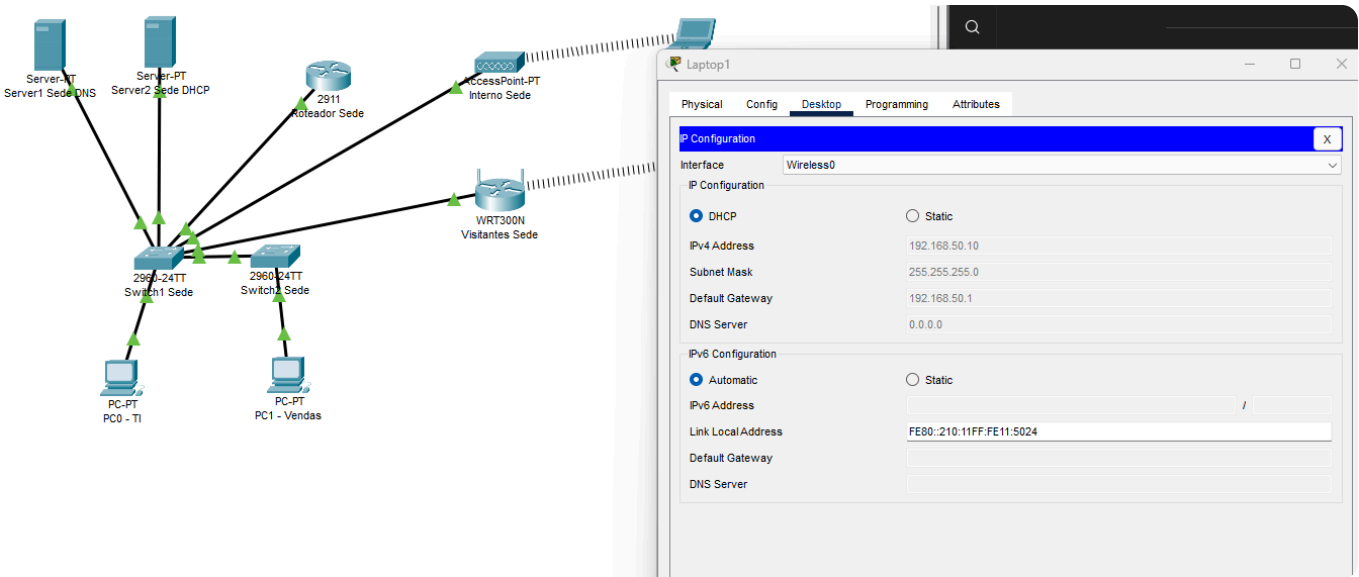 Server-PT
Server1 Sede DNS
Server-PT
Server2 Sede DHCP
2911
Roteador Sede
AccessPoint-PT
Interno Sede
WRT300N
Visitantes Sede
2960-24TT
Switch1 Sede
2960-24TT
Switch2 Sede
PC-PT
PC0 - TI
PC-PT
PC1 - Vendas
Laptop1
Physical Config Desktop Programming Attributes
IP Configuration X
Interface Wireless0
IP Configuration
DHCP Static
IPv4 Address 192.168.50.10
Subnet Mask 255.255.255.0
Default Gateway 192.168.50.1
DNS Server 0.0.0.0
IPv6 Configuration
Automatic Static
IPv6 Address /
Link Local Address FE80::210:11FF:FE11:5024
Default Gateway
DNS Server